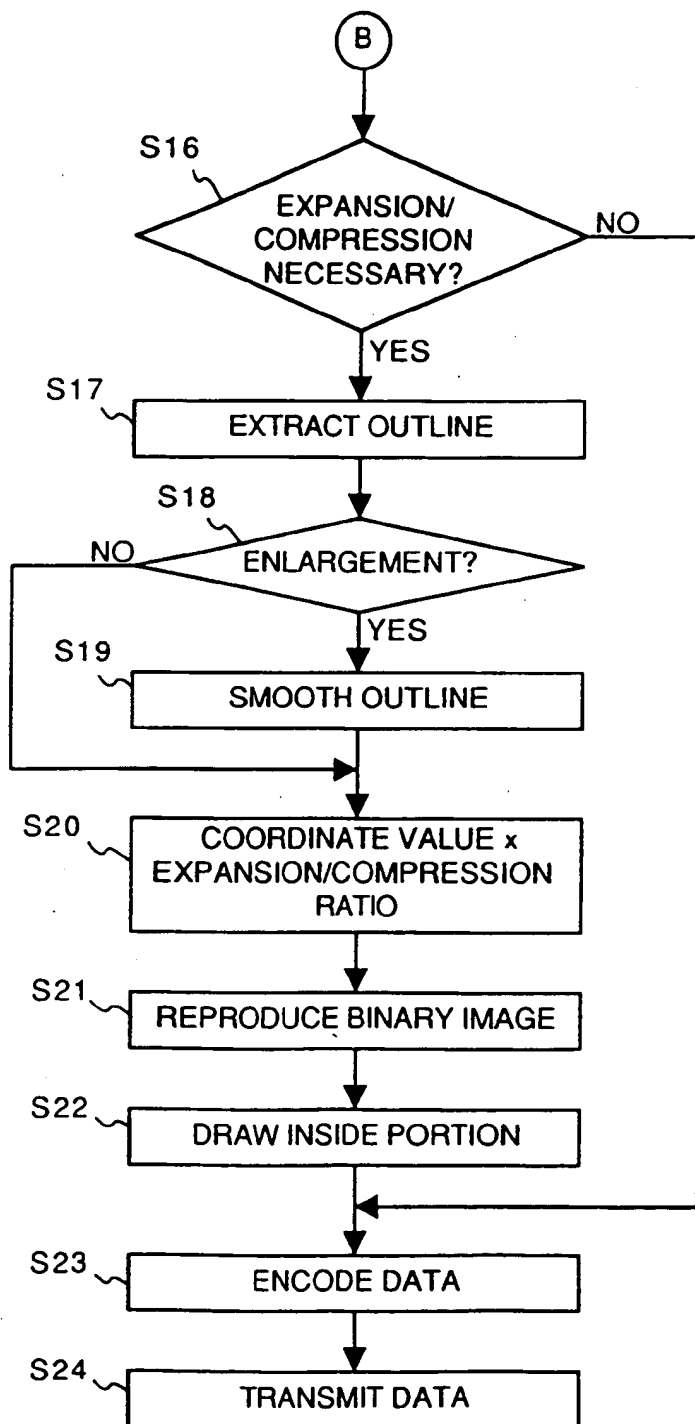 B
S16
EXPANSION/
COMPRESSION
NECESSARY?
NO
YES
S17
EXTRACT OUTLINE
S18
NO
ENLARGEMENT?
YES
S19
SMOOTH OUTLINE
S20
COORDINATE VALUE x
EXPANSION/COMPRESSION
RATIO
S21
REPRODUCE BINARY IMAGE
S22
DRAW INSIDE PORTION
S23
ENCODE DATA
S24
TRANSMIT DATA